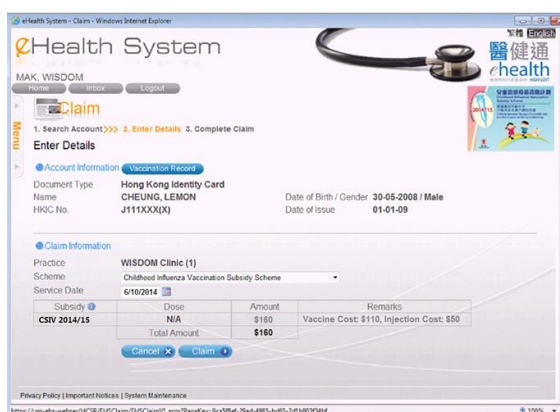 eHealth System - Claim - Windows Internet Explorer
繁體 English
eHealth System
醫健通
ehealth
MAK, WISDOM
Home Inbox Logout
Claim
2014/15
Menu
1. Search Account >>> 2. Enter Details 3. Complete Claim
Enter Details
Account Information Vaccination Record
Document Type Hong Kong Identity Card
Name CHEUNG, LEMON Date of Birth / Gender 30-05-2008 / Male
HKIC No. J111XXX(X) Date of Issue 01-01-09
Claim Information
Practice WISDOM Clinic (1)
Scheme Childhood Influenza Vaccination Subsidy Scheme
Service Date 6/10/2014
Subsidy Dose Amount Remarks
CSIV 2014/15 N/A $160 Vaccine Cost: $110, Injection Cost: $50
Total Amount $160
Cancel Claim
Privacy Policy | Important Notices | System Maintenance
100%